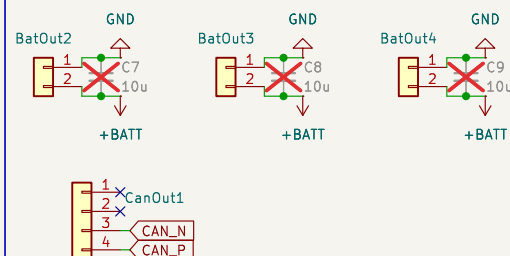 GND
GND
GND
BatOut2
BatOut3
BatOut4
1
C7
1
C8
1
C9
2
10u
2
10u
2
10u
+BATT
+BATT
+BATT
1
CanOut1
2
3
CAN_N
4
CAN_P